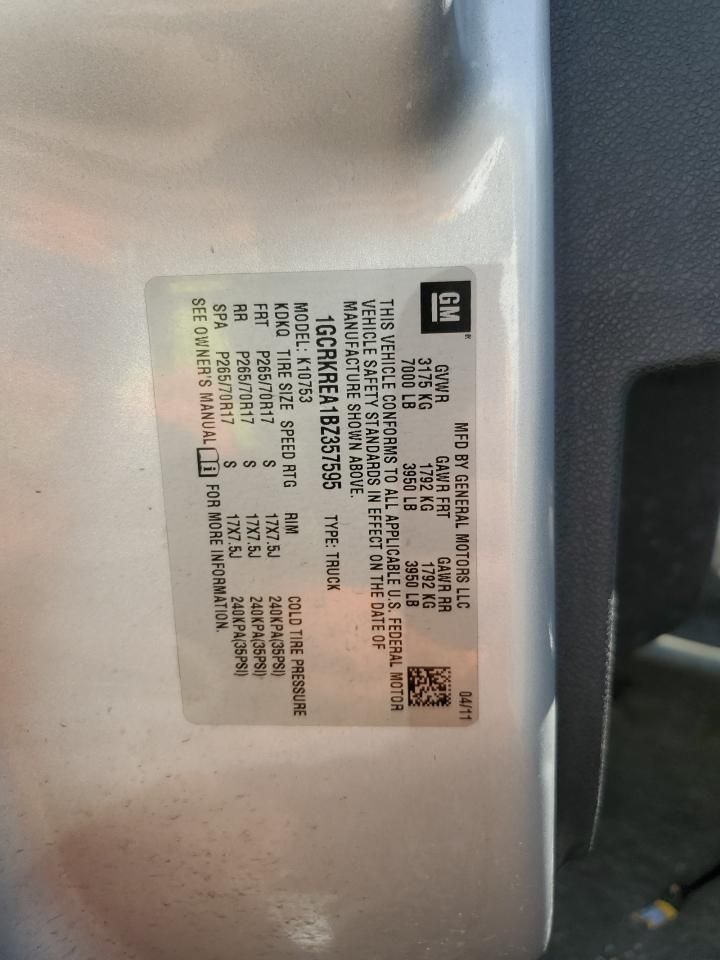 GM
MFD BY GENERAL MOTORS LLC 04/11
GVWR GAWR FRT GAWR RR
3175 KG 1792 KG 1792 KG
7000 LB 3950 LB 3950 LB
THIS VEHICLE CONFORMS TO ALL APPLICABLE U.S. FEDERAL MOTOR
VEHICLE SAFETY STANDARDS IN EFFECT ON THE DATE OF
MANUFACTURE SHOWN ABOVE.
1GCRKREA1BZ357595 TYPE: TRUCK
MODEL: K10753
KDKQ TIRE SIZE SPEED RTG RIM COLD TIRE PRESSURE
FRT P265/70R17 S 17X7.5J 240KPA(35PSI)
RR P265/70R17 S 17X7.5J 240KPA(35PSI)
SPA P265/70R17 S 17X7.5J 240KPA(35PSI)
SEE OWNER'S MANUAL i FOR MORE INFORMATION.